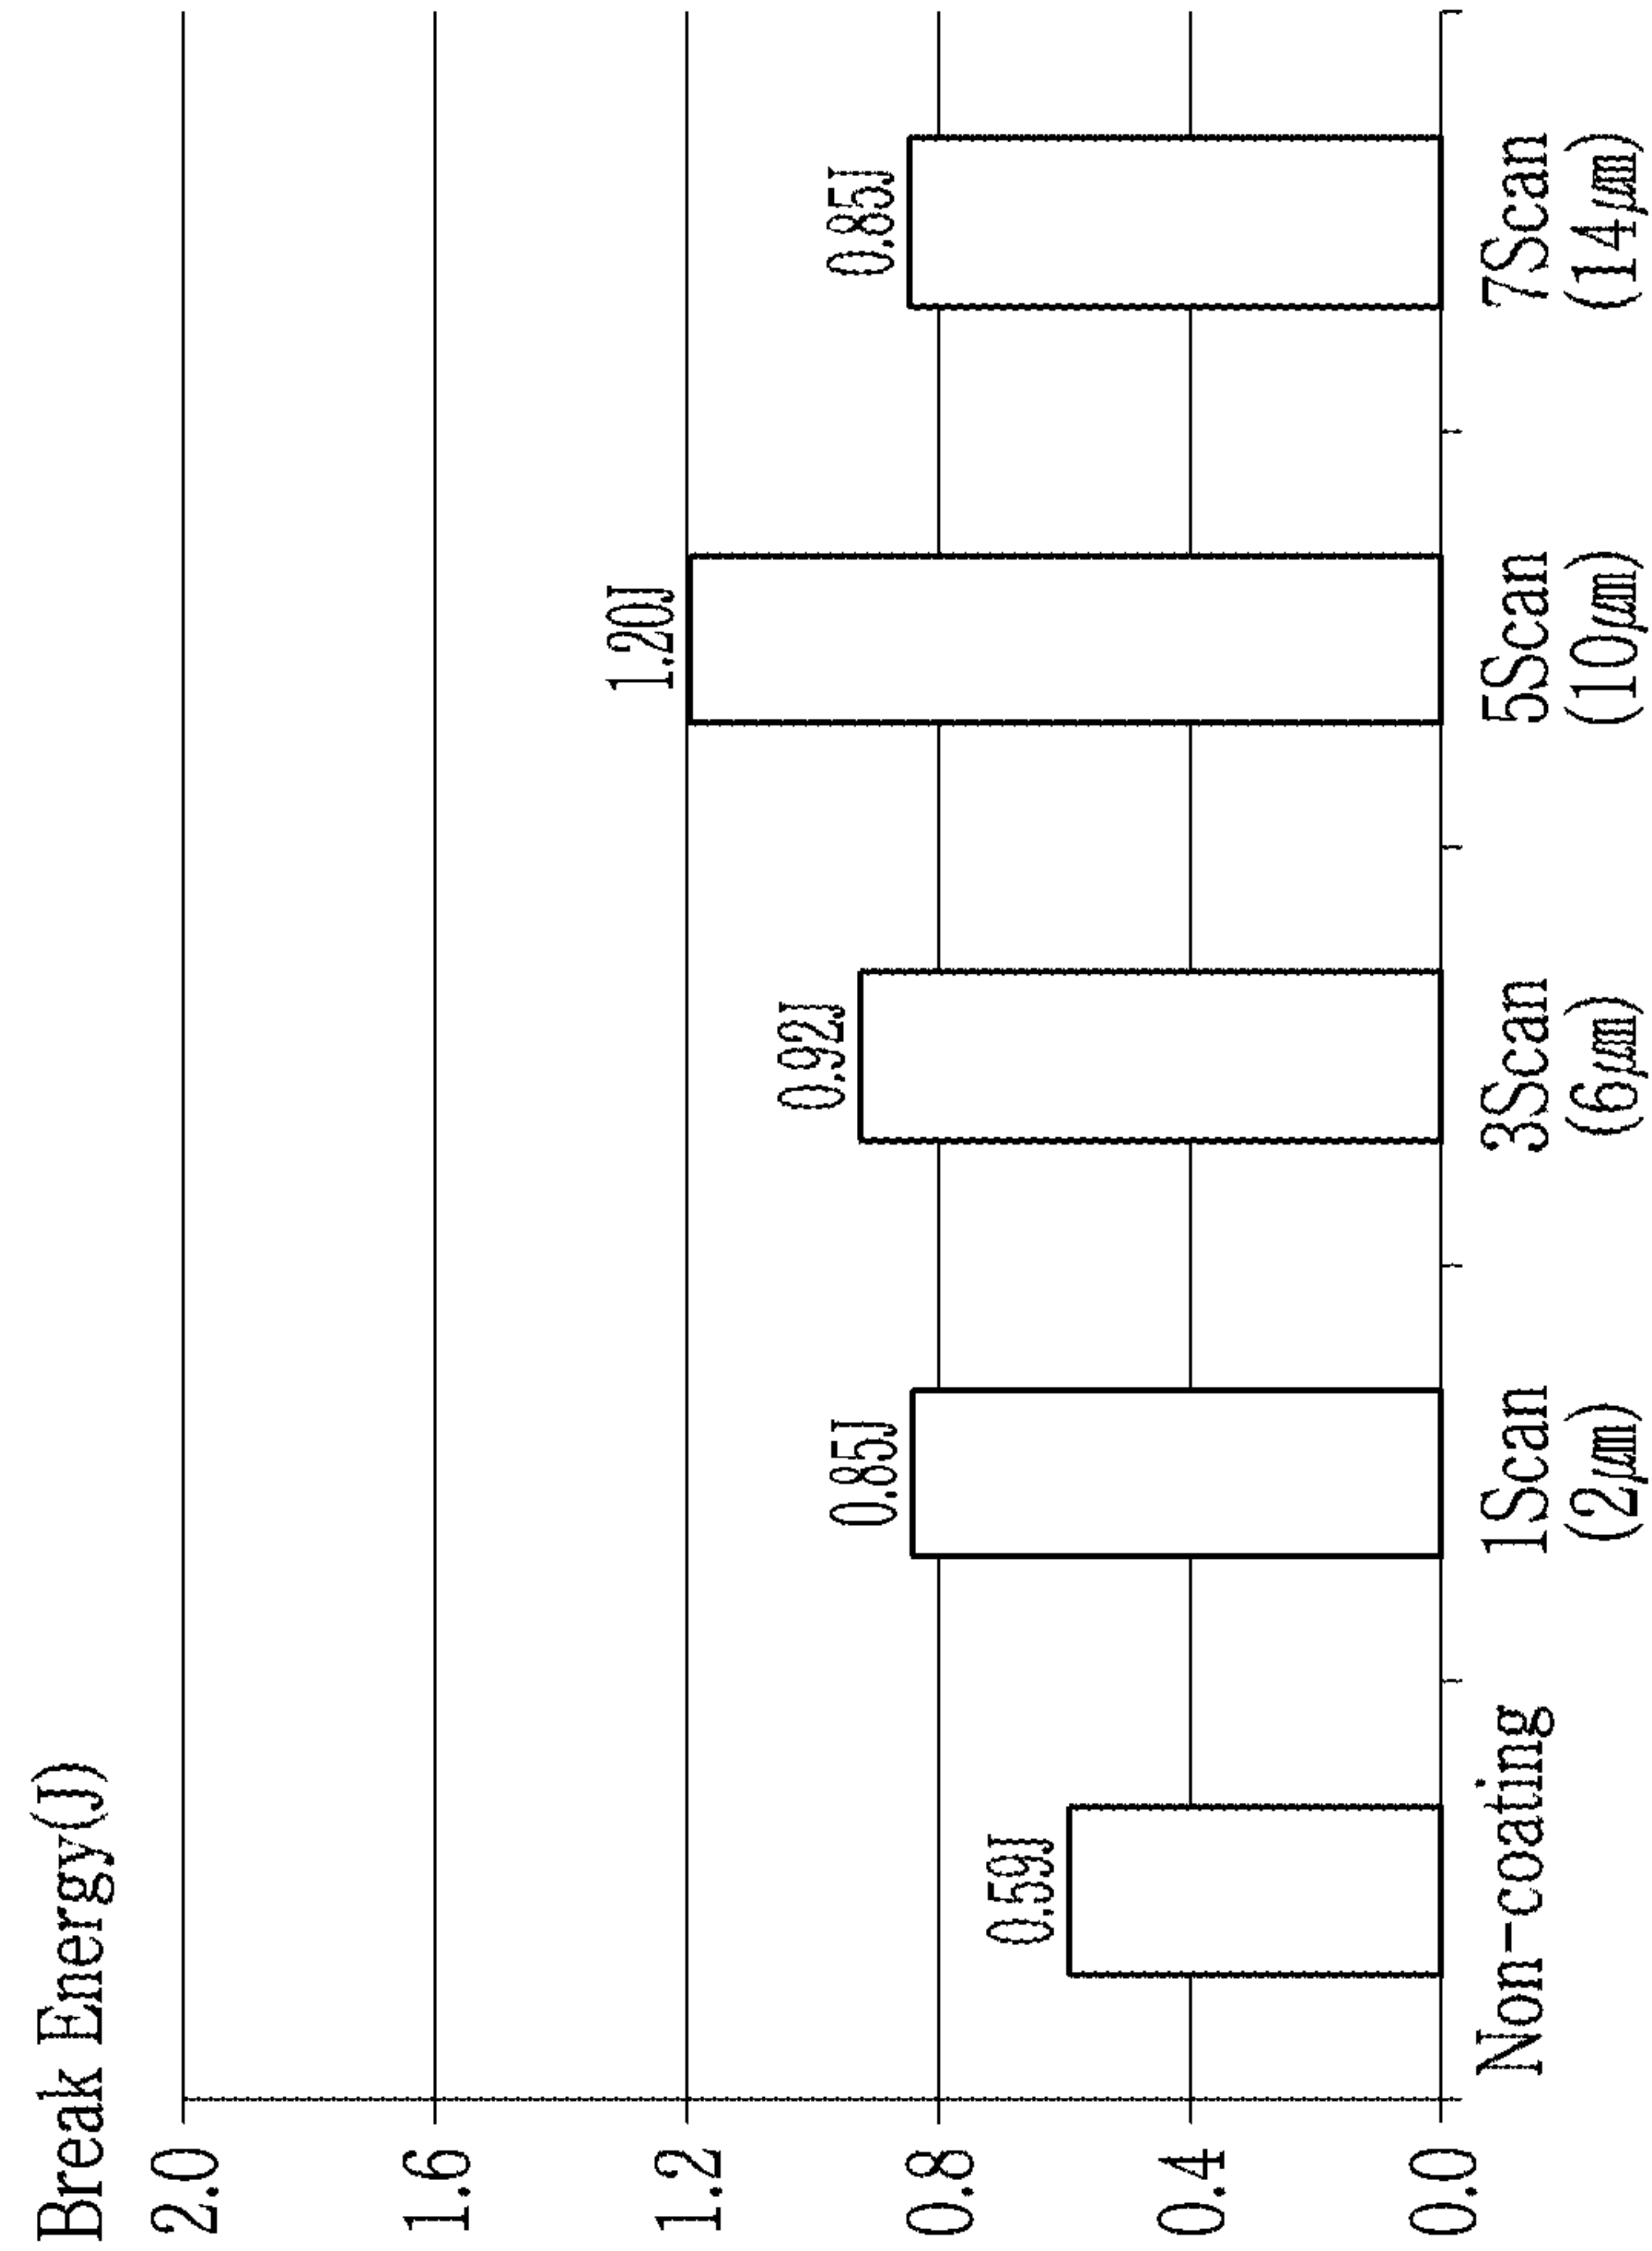 Break Energy(J)
2.0
1.6
1.2
0.8
0.4
0.0
0.59J
0.85J
0.92J
1.20J
0.85J
Non-coating
1Scan
(2㎛)
3Scan
(6㎛)
5Scan
(10㎛)
7Scan
(14㎛)